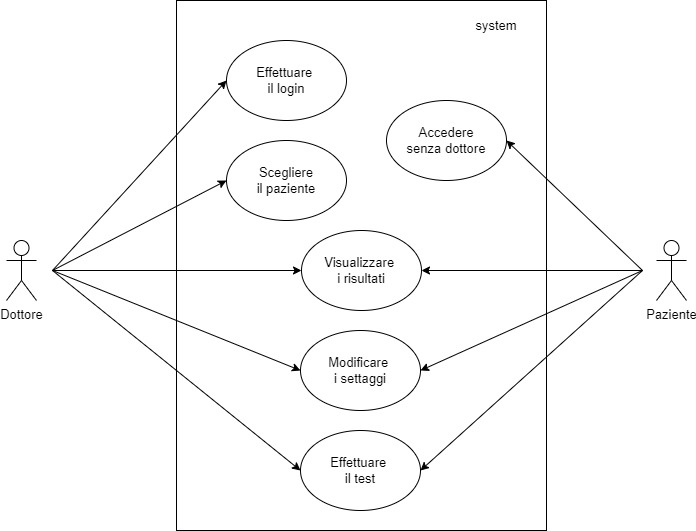 system
Effettuare
il login
Accedere
senza dottore
Scegliere
il paziente
Visualizzare
i risultati
Dottore
Paziente
Modificare
i settaggi
Effettuare
il test